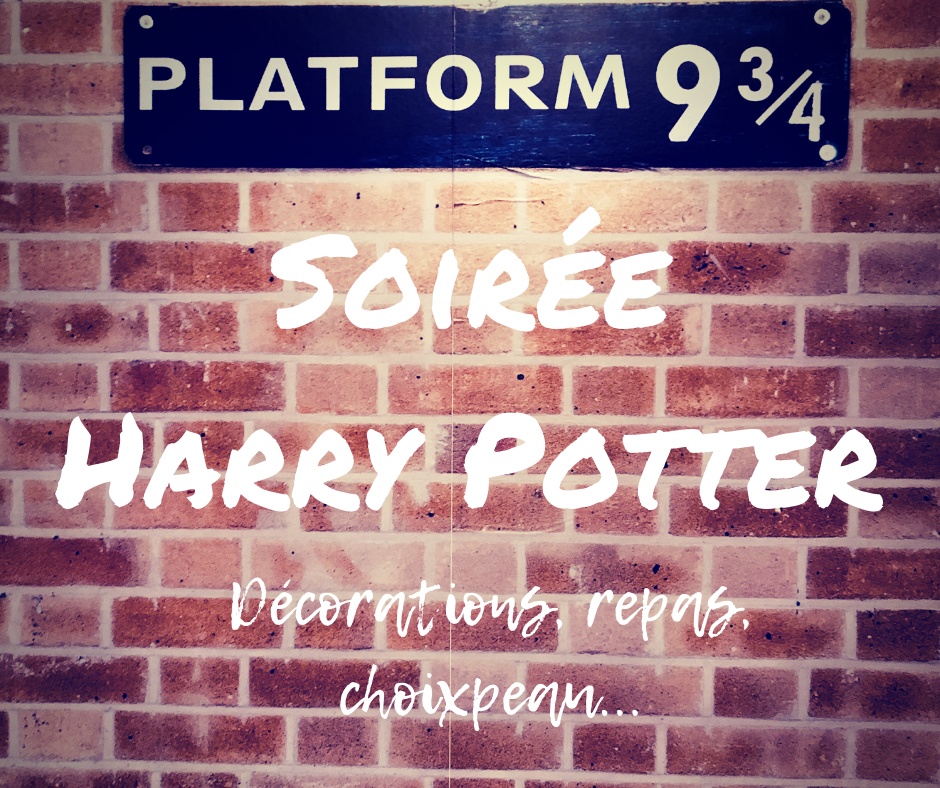 PLATFORM 9 3/4
Soirée
Harry Potter
Décorations, repas,
choixpeau...